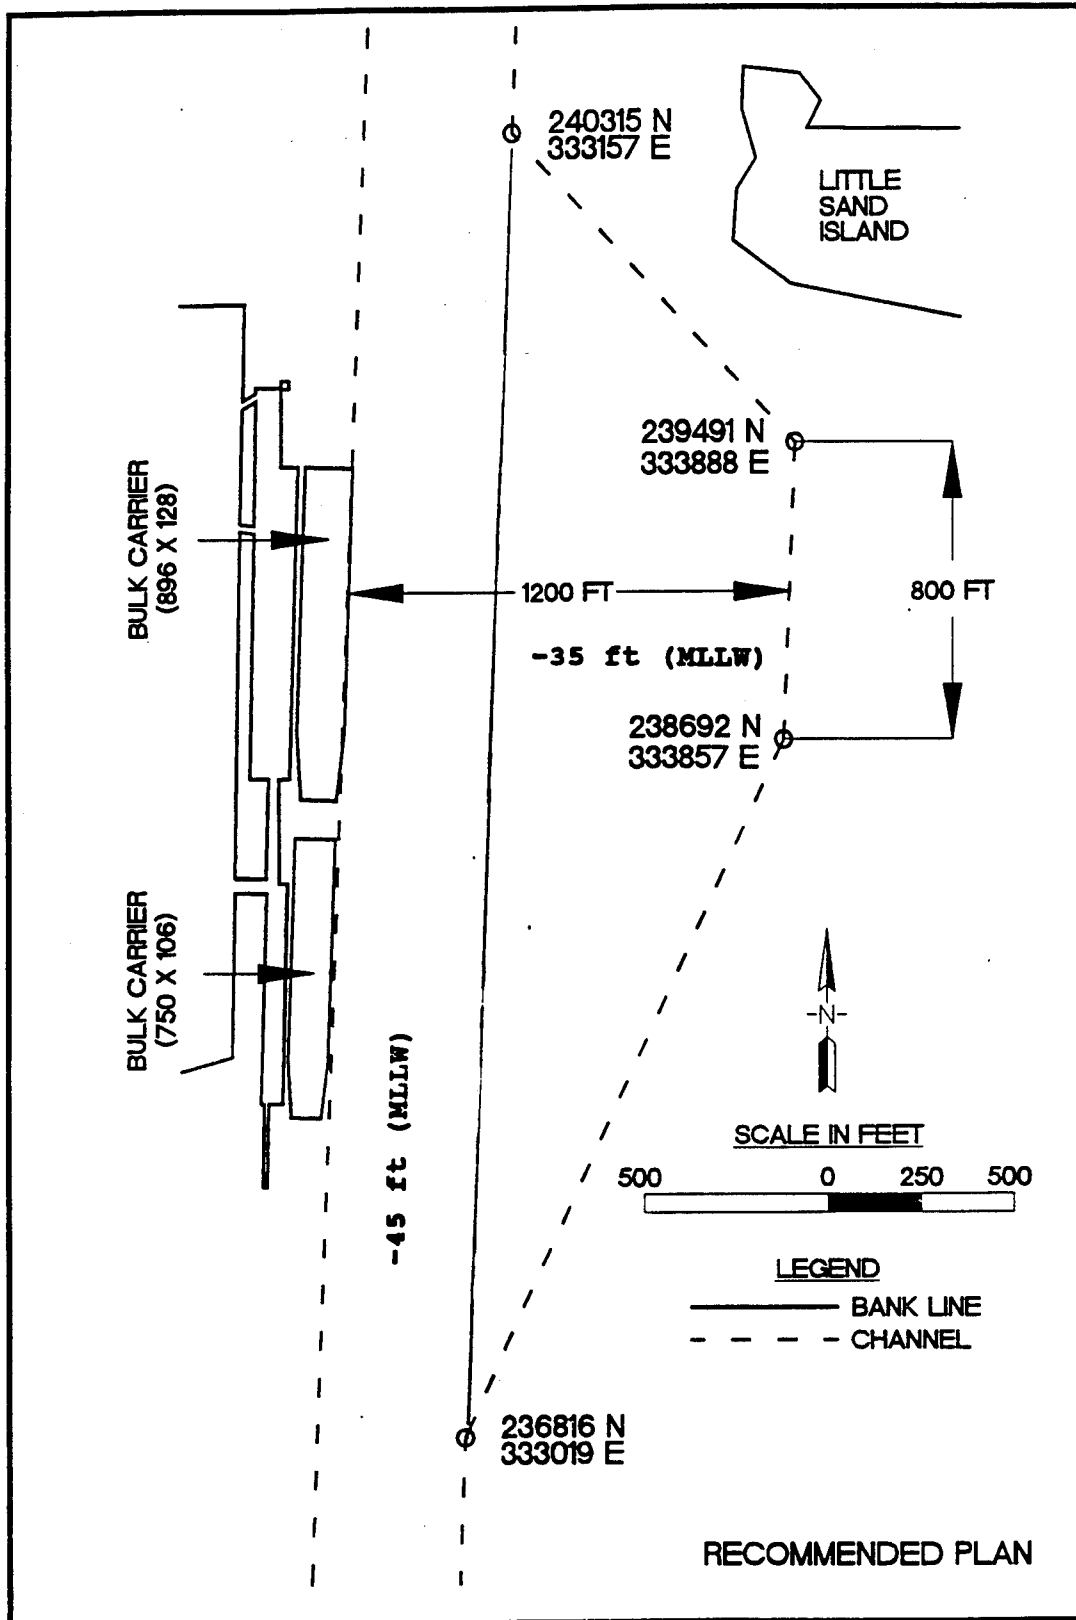 240315 N
333157 E
LITTLE
SAND
ISLAND
239491 N
333888 E
BULK CARRIER
(896 X 128)
1200 FT
800 FT
-35 ft (MLLW)
238692 N
333857 E
BULK CARRIER
(750 X 106)
-N-
-45 ft (MLLW)
SCALE IN FEET
500 0 250 500
LEGEND
BANK LINE
CHANNEL
236816 N
333019 E
RECOMMENDED PLAN